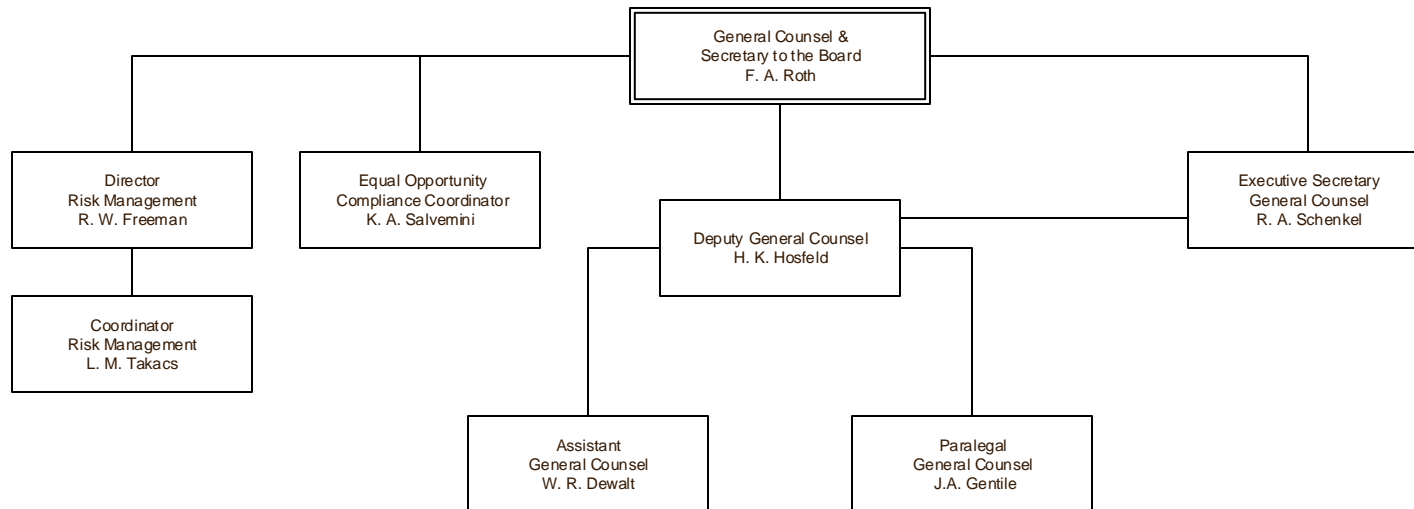 General Counsel &
Secretary to the Board
F. A. Roth
Director
Risk Management
R. W. Freeman
Equal Opportunity
Compliance Coordinator
K. A. Salvemini
Executive Secretary
General Counsel
R. A. Schenkel
Deputy General Counsel
H. K. Hosfeld
Coordinator
Risk Management
L. M. Takacs
Assistant
General Counsel
W. R. Dewalt
Paralegal
General Counsel
J.A. Gentile